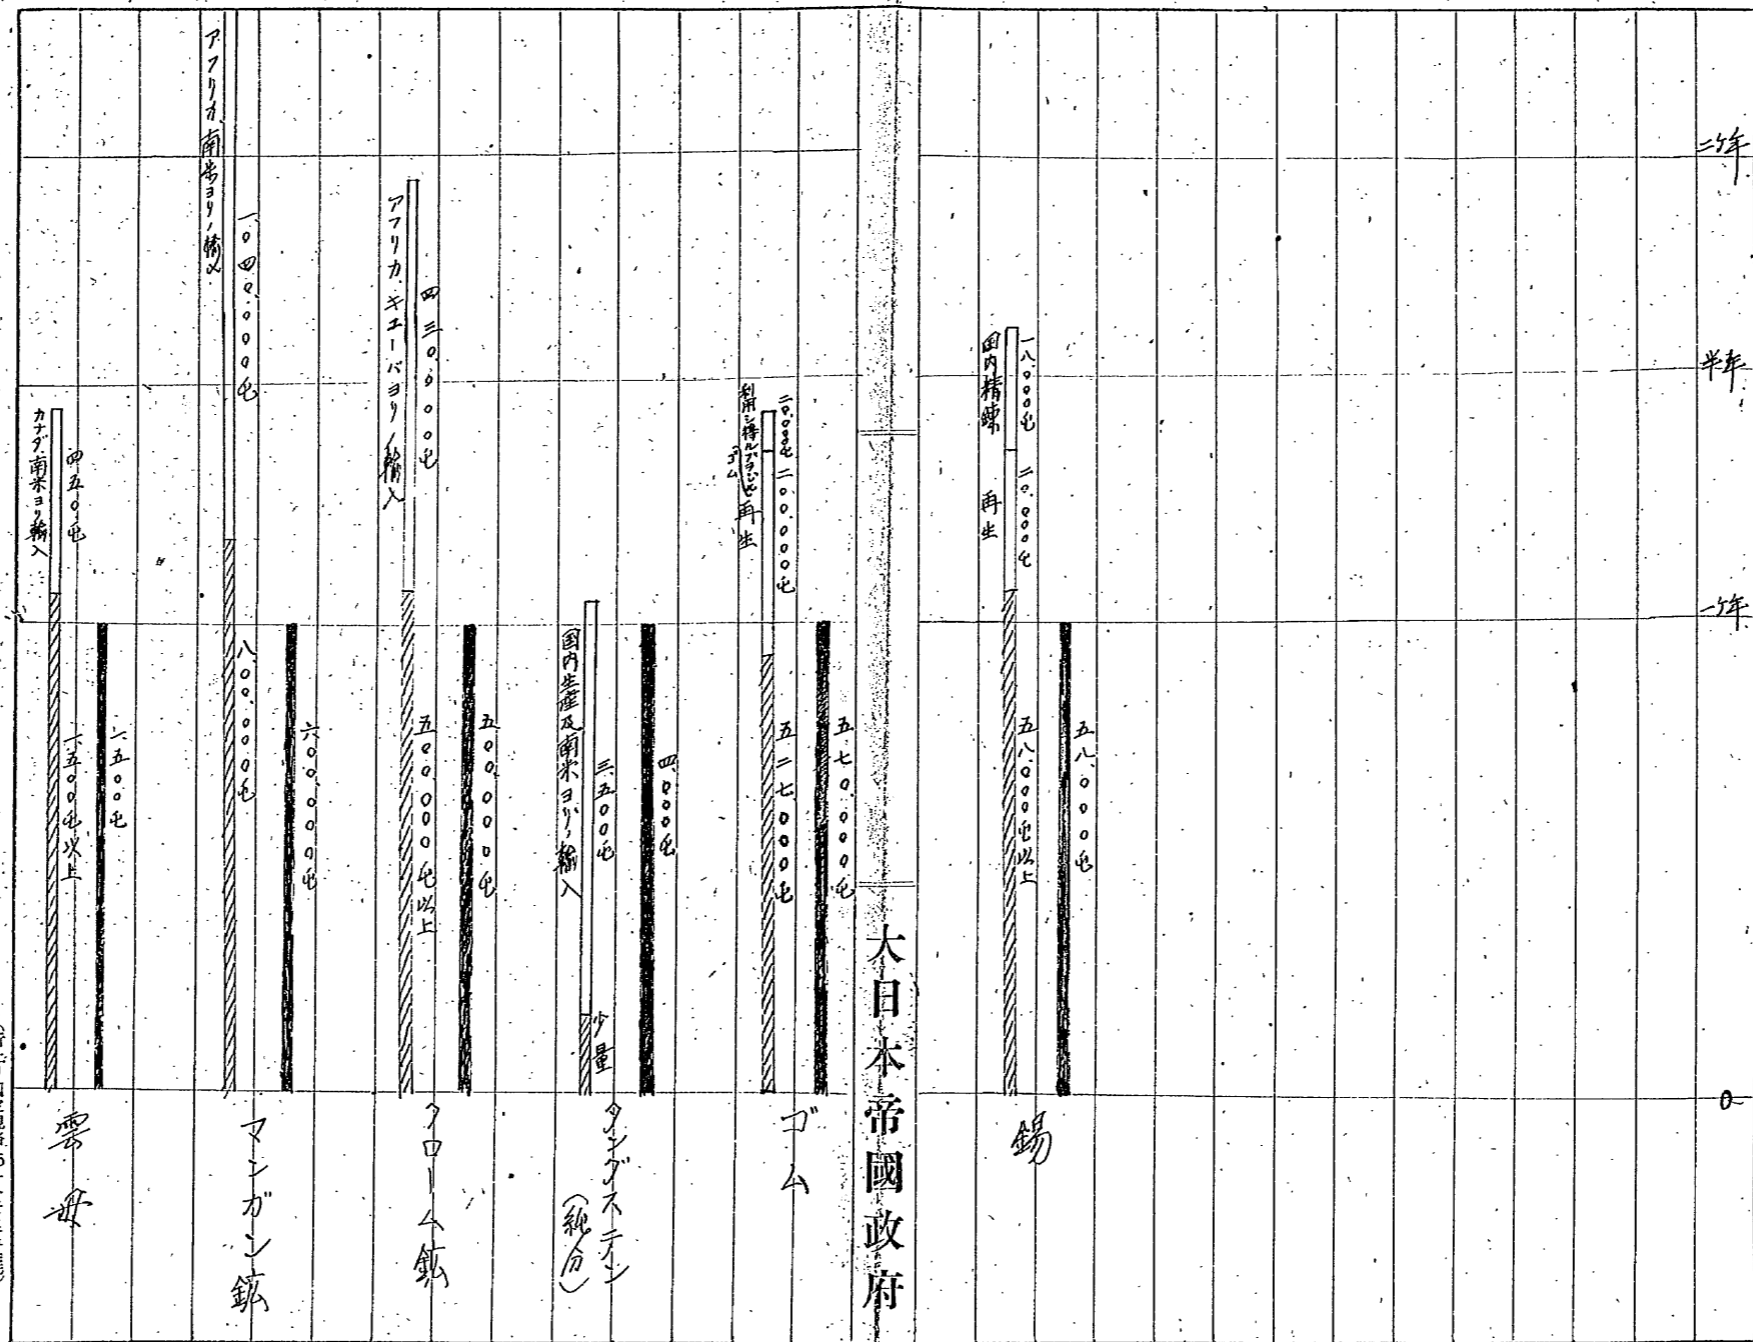 二ケ年
半年
一ケ年
0
五八、〇〇〇屯
一八、〇〇〇屯
二〇、〇〇〇屯
五八、〇〇〇屯以上
国内精錬
再生
錫
大日本帝國政府
五七〇、〇〇〇屯
二〇、〇〇〇屯
二〇〇、〇〇〇屯
五二七、〇〇〇屯
再生
ゴム
四、〇〇〇屯
三、五〇〇屯
少量
国内生産及南米ヨリノ輸入
タングステン
(純分)
五〇〇、〇〇〇屯
四三〇、〇〇〇屯
五〇〇、〇〇〇屯以上
アフリカ、キューバヨリノ輸入
クローム鉱
六〇〇、〇〇〇屯
一、〇四〇、〇〇〇屯
八〇〇、〇〇〇屯
アフリカ、南米ヨリノ輸入
マンガン鉱
一五〇〇屯
四五〇屯
一五〇〇屯以上
カナダ、南米ヨリ輸入
雲母